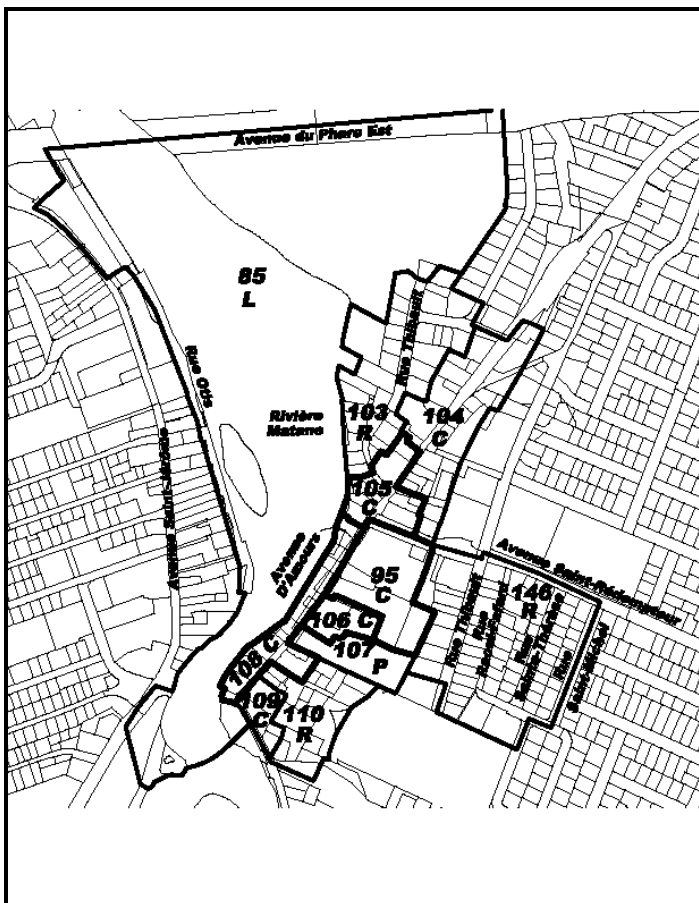 Avenue du Phare Est
85
L
Rue Otis
Rue Thibault
Rivière
Matane
103
R
104
C
Avenue Saint-Jérôme
105
C
Avenue
D'Amours
95
C
Avenue Saint-Rédempteur
146
R
Rue Thibault
Rue
Sainte-Thérèse
Rue
Saint-Michel
106 C
107
P
108 C
109
C
110
R